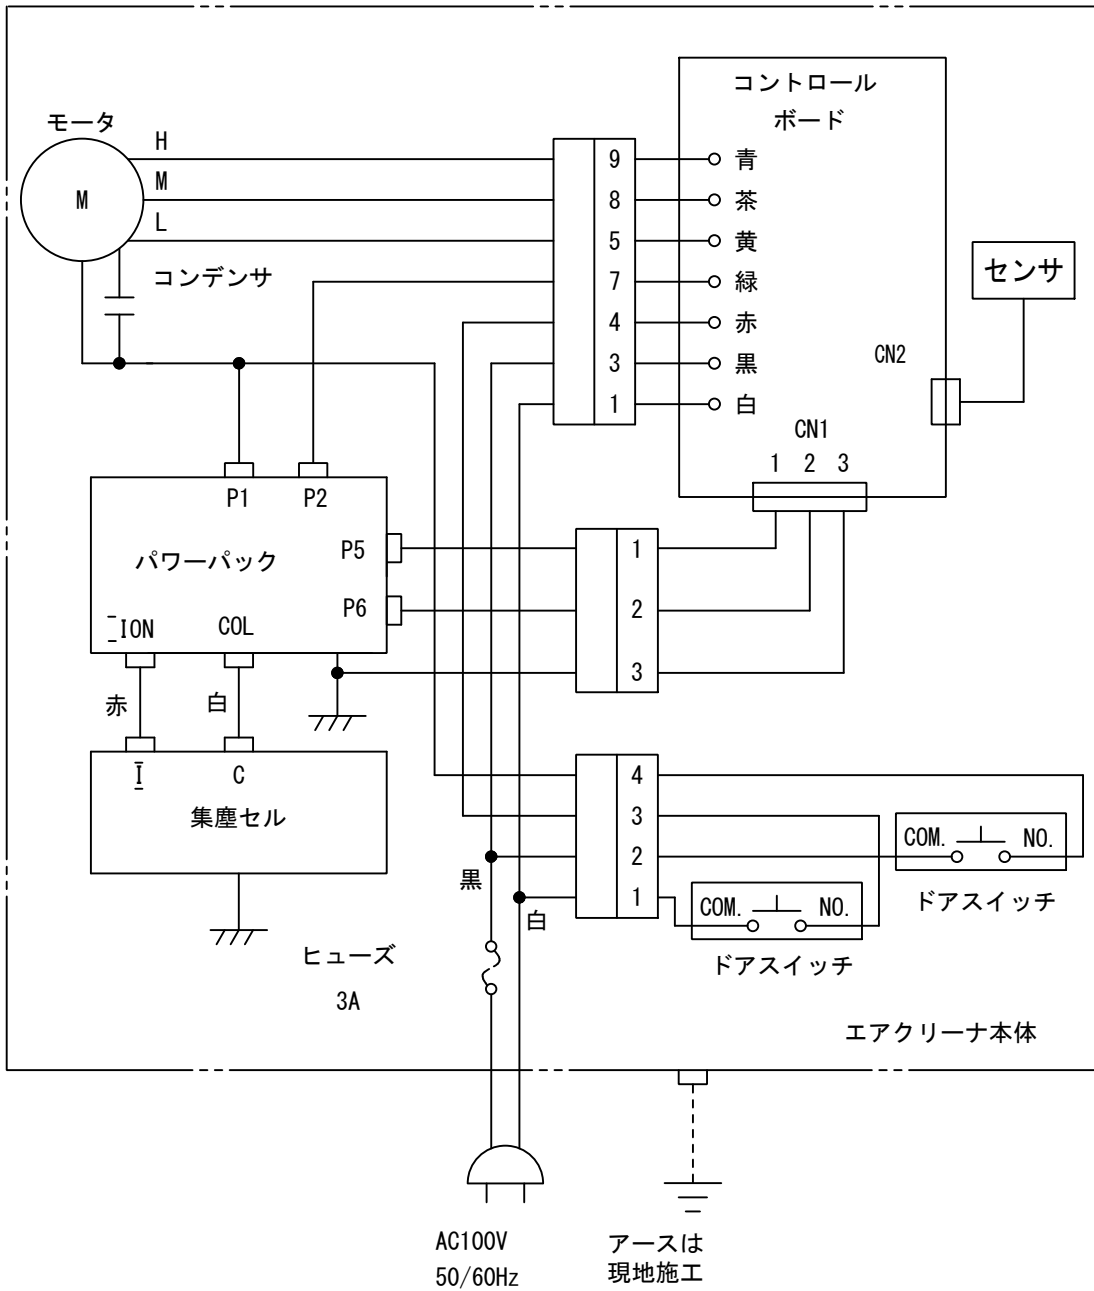 コントロール
ボード
モータ
H
M
M
L
コンデンサ
9 青
8 茶
5 黄
7 緑
4 赤
3 黒
1 白
センサ
CN2
CN1
1 2 3
P1 P2
パワーパック
P5
P6
ION COL
1
2
3
赤 白
I C
集塵セル
4
3
2
1
COM. NO.
ドアスイッチ
COM. NO.
ドアスイッチ
黒
白
ヒューズ
3A
エアクリーナ本体
AC100V
50/60Hz
アースは
現地施工